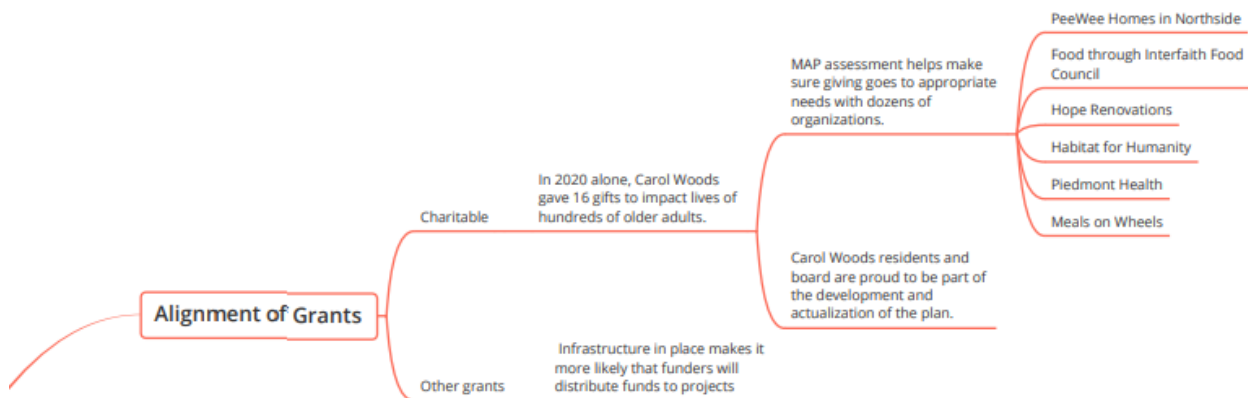 PeeWee Homes in Northside
Food through Interfaith Food
Council
MAP assessment helps make
sure giving goes to appropriate
needs with dozens of
organizations.
Hope Renovations
Habitat for Humanity
In 2020 alone, Carol Woods
gave 16 gifts to impact lives of
hundreds of older adults.
Charitable
Piedmont Health
Meals on Wheels
Carol Woods residents and
board are proud to be part of
the development and
actualization of the plan.
Alignment of Grants
Infrastructure in place makes it
more likely that funders will
distribute funds to projects
Other grants